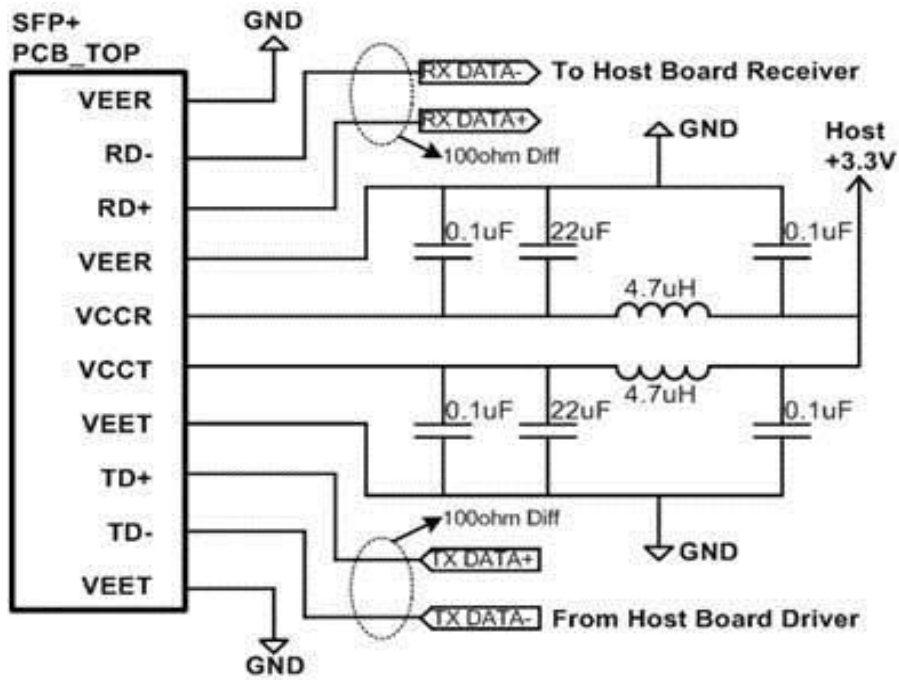 SFP+
PCB_TOP
GND
VEER
RD-
RD+
VEER
VCCR
VCCT
VEET
TD+
TD-
VEET
GND
RX DATA- To Host Board Receiver
RX DATA+
100ohm Diff
GND
Host
+3.3V
0.1uF 22uF 0.1uF
4.7uH
4.7uH
0.1uF 22uF 0.1uF
100ohm Diff
GND
TX DATA+
TX DATA- From Host Board Driver